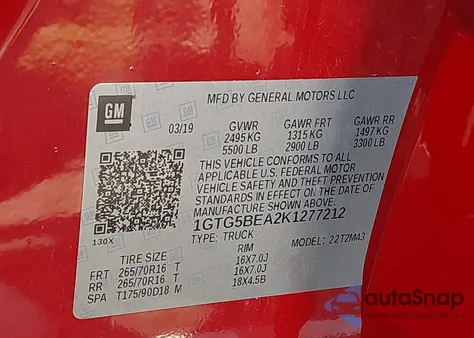 GM
MFD BY GENERAL MOTORS LLC
03/19 GVWR GAWR FRT GAWR RR
2495 KG 1315 KG 1497 KG
5500 LB 2900 LB 3300 LB
THIS VEHICLE CONFORMS TO ALL
APPLICABLE U.S. FEDERAL MOTOR
VEHICLE SAFETY AND THEFT PREVENTION
STANDARDS IN EFFECT ON THE DATE OF
MANUFACTURE SHOWN ABOVE.
1GTG5BEA2K1277212
130X
TYPE: TRUCK MODEL: 22T2M43
TIRE SIZE RIM
FRT 265/70R16 T 16X7.0J
RR 265/70R16 T 16X7.0J
SPA T175/90D18 M 18X4.5B
autoSnap